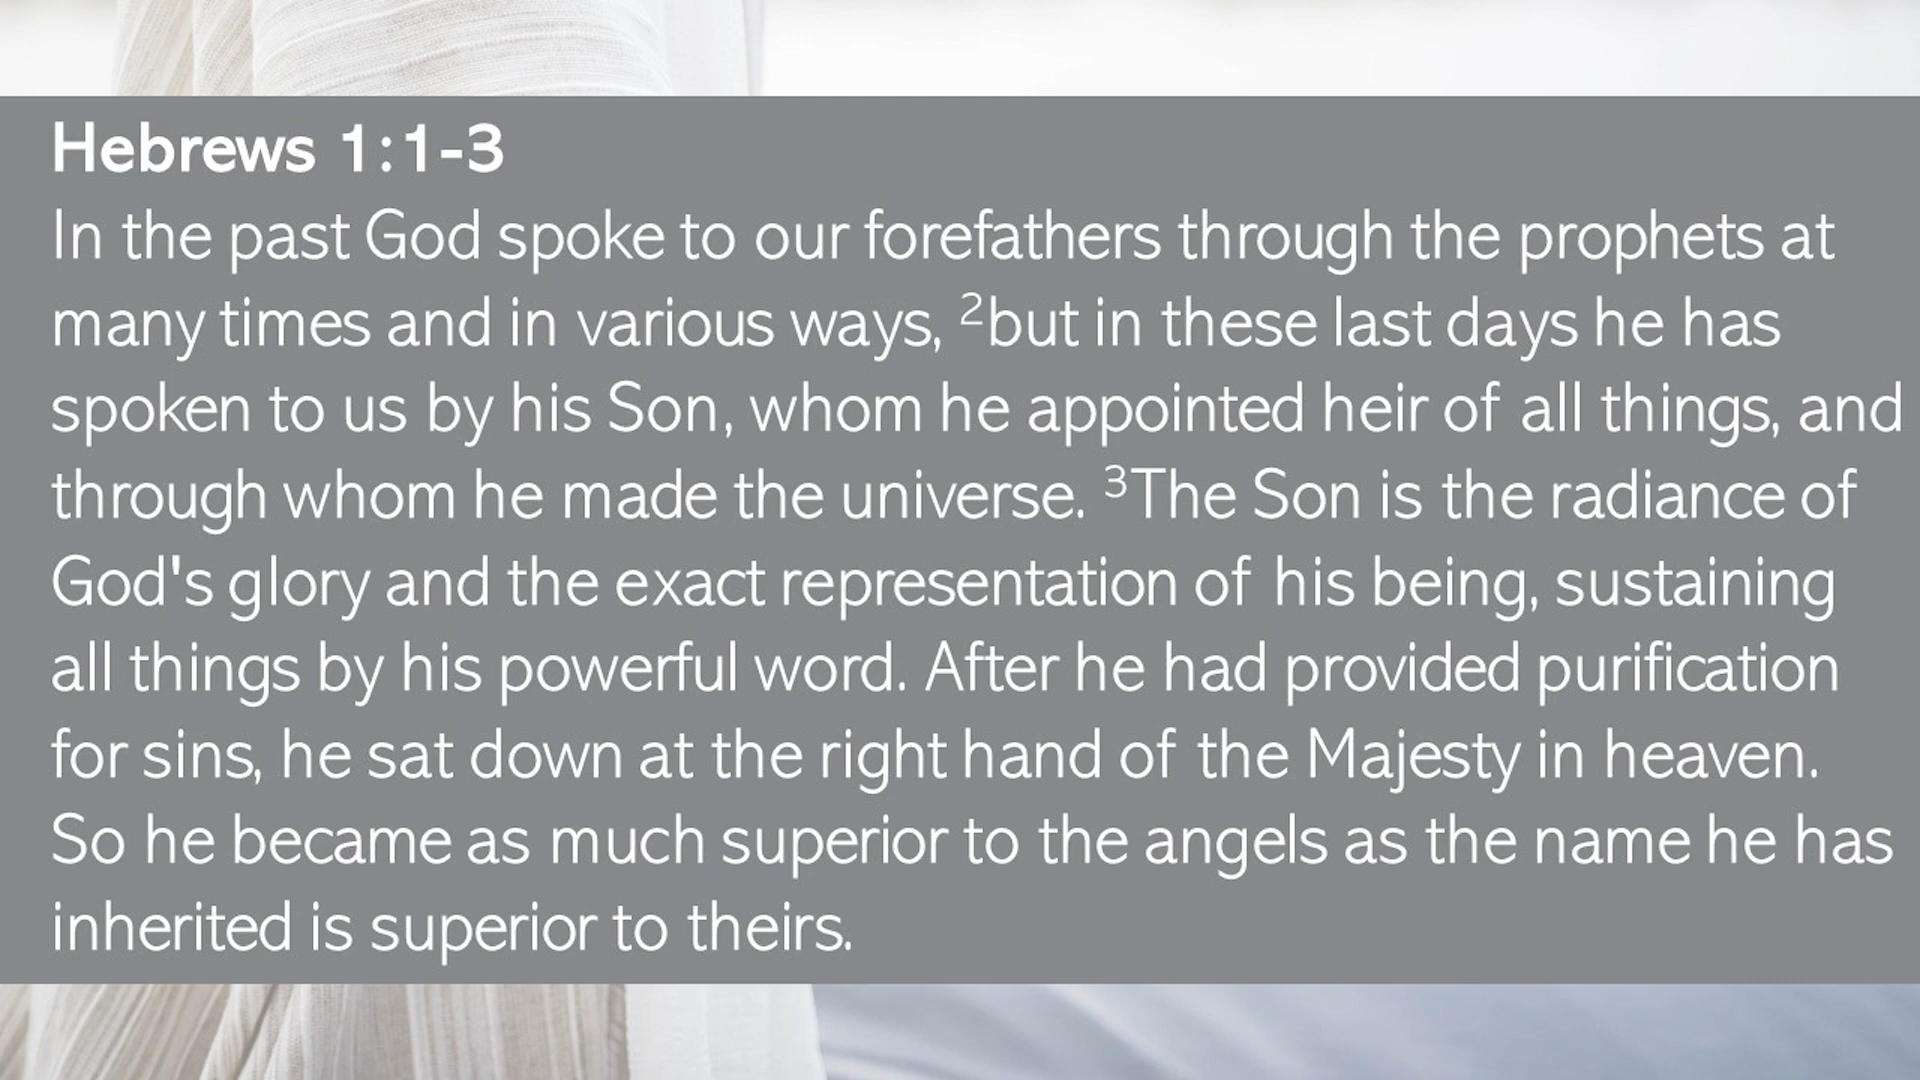 Hebrews 1:1-3
In the past God spoke to our forefathers through the prophets at
many times and in various ways, ²but in these last days he has
spoken to us by his Son, whom he appointed heir of all things, and
through whom he made the universe. ³The Son is the radiance of
God's glory and the exact representation of his being, sustaining
all things by his powerful word. After he had provided purification
for sins, he sat down at the right hand of the Majesty in heaven.
So he became as much superior to the angels as the name he has
inherited is superior to theirs.